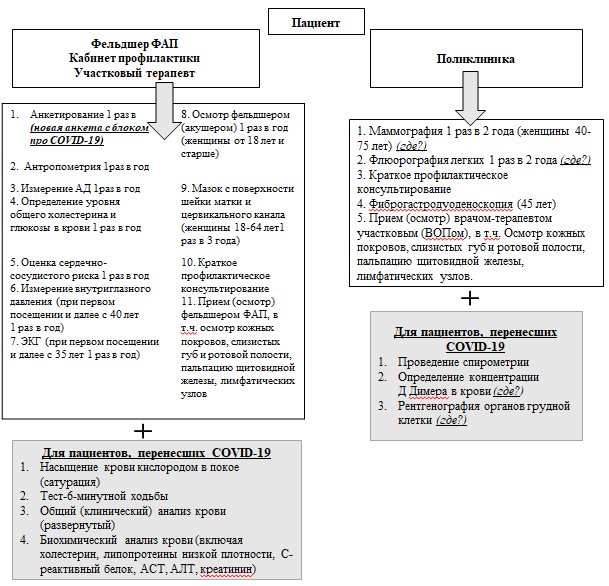 Пациент
Фельдшер ФАП
Кабинет профилактики
Участковый терапевт
1. Анкетирование 1 раз в
(новая анкета с блоком
про COVID-19)
2. Антропометрия 1раз в год
3. Измерение АД 1раз в год
4. Определение уровня
общего холестерина и
глюкозы в крови 1 раз в год
5. Оценка сердечно-
сосудистого риска 1 раз в год
6. Измерение внутриглазного
давления (при первом
посещении и далее с 40 лет
1 раз в год)
7. ЭКГ (при первом посещении
и далее с 35 лет 1 раз в год)
8. Осмотр фельдшером
(акушером) 1 раз в год
(женщины от 18 лет и
старше)
9. Мазок с поверхности
шейки матки и
цервикального канала
(женщины 18-64 лет1
раз в 3 года)
10. Краткое
профилактическое
консультирование
11. Прием (осмотр)
фельдшером ФАП, в
т.ч. осмотр кожных
покровов, слизистых
губ и ротовой полости,
пальпацию щитовидной
железы, лимфатических
узлов
+
Для пациентов, перенесших COVID-19
1. Насыщение крови кислородом в покое
(сатурация)
2. Тест-6-минутной ходьбы
3. Общий (клинический) анализ крови
(развернутый)
4. Биохимический анализ крови (включая
холестерин, липопротеины низкой плотности, С-
реактивный белок, АСТ, АЛТ, креатинин)
Поликлиника
1. Маммография 1 раз в 2 года (женщины 40-
75 лет) (где?)
2. Флюорография легких 1 раз в 2 года (где?)
3. Краткое профилактическое
консультирование
4. Фиброгастродуоденоскопия (45 лет)
5. Прием (осмотр) врачом-терапевтом
участковым (ВОПом), в т.ч. Осмотр кожных
покровов, слизистых губ и ротовой полости,
пальпацию щитовидной железы,
лимфатических узлов.
+
Для пациентов, перенесших
COVID-19
1. Проведение спирометрии
2. Определение концентрации
Д Димера в крови (где?)
3. Рентгенография органов грудной
клетки (где?)